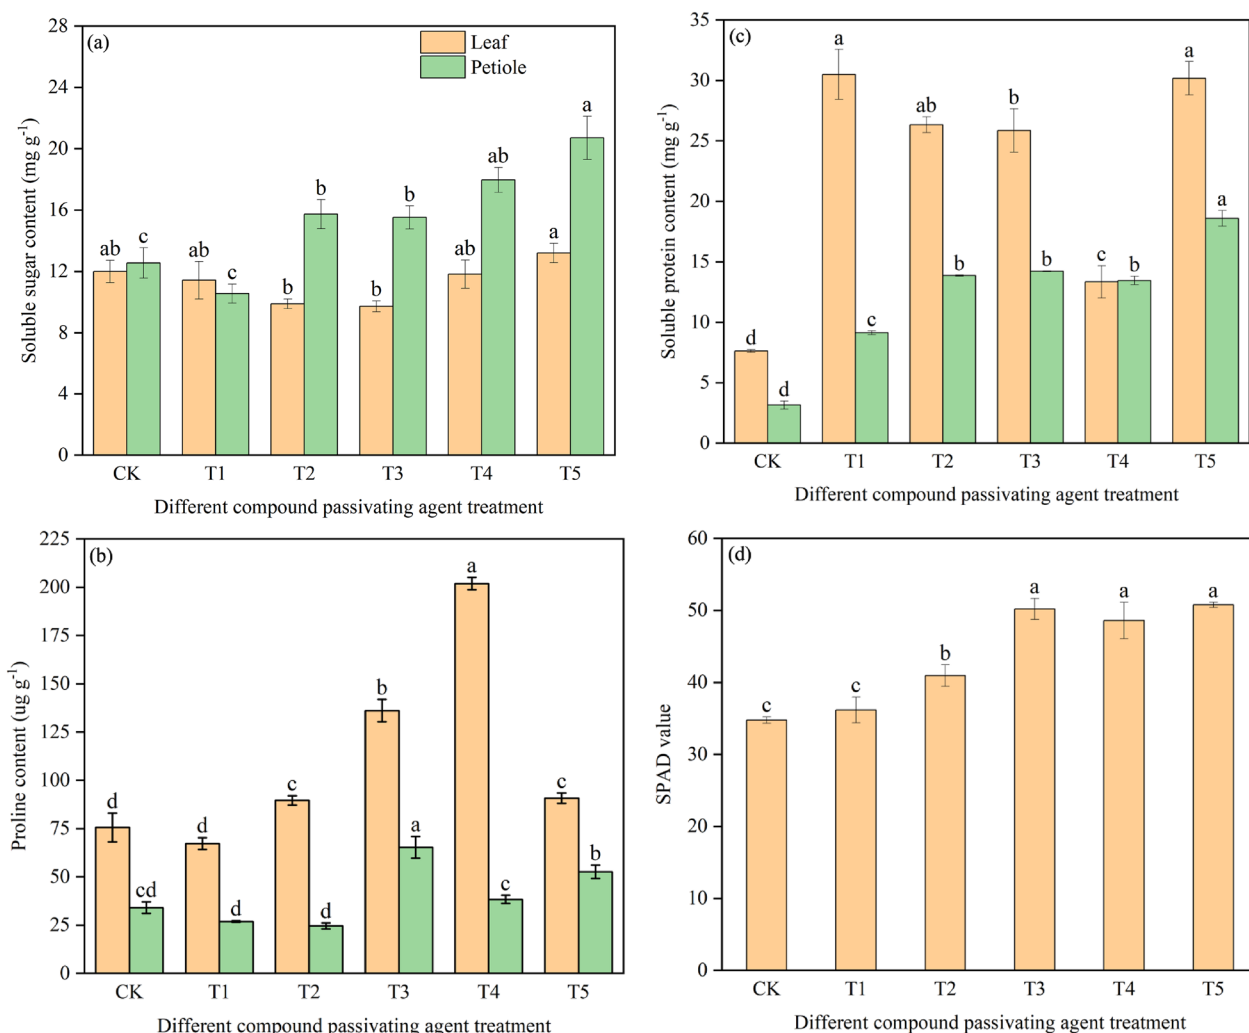 (a)
Leaf
Petiole
Soluble sugar content (mg g⁻¹)
28
24
20
16
12
8
4
0
ab c ab c b b b b ab ab a a
CK T1 T2 T3 T4 T5
Different compound passivating agent treatment
(c)
Soluble protein content (mg g⁻¹)
35
30
25
20
15
10
5
0
d d a c ab b b b c b a a
CK T1 T2 T3 T4 T5
Different compound passivating agent treatment
(b)
Proline content (ug g⁻¹)
225
200
175
150
125
100
75
50
25
0
d cd d d c d b a a c c b
CK T1 T2 T3 T4 T5
Different compound passivating agent treatment
(d)
SPAD value
60
50
40
30
20
10
0
c c b a a a
CK T1 T2 T3 T4 T5
Different compound passivating agent treatment